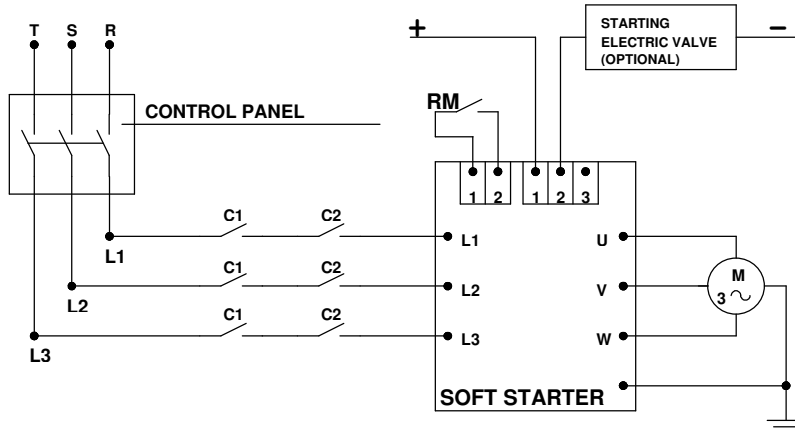 T S R
+
STARTING
ELECTRIC VALVE
(OPTIONAL)
−
CONTROL PANEL
RM
1 2 1 2 3
C1 C2
L1
L1 U
C1 C2
L2
L2 V
M
3
C1 C2
L3
L3 W
SOFT STARTER